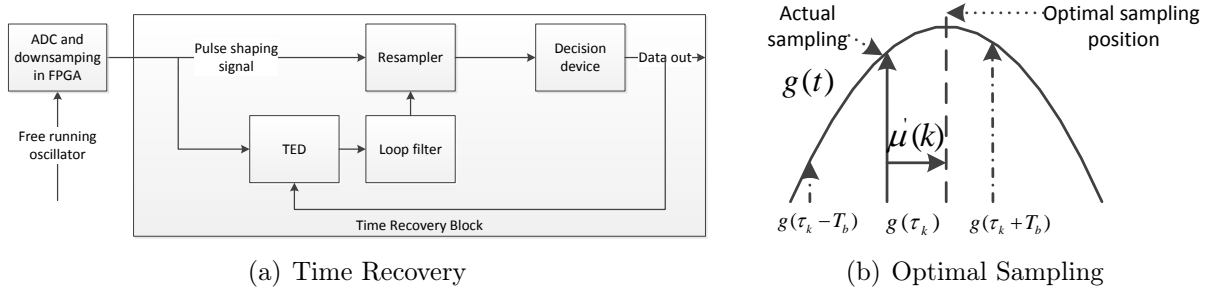 ADC and
downsamping
in FPGA
Free running
oscillator
Pulse shaping
signal
Resampler
Decision
device
Data out
TED
Loop filter
Time Recovery Block
(a) Time Recovery
Actual
sampling
Optimal sampling
position
g(t)
μ'(k)
g(τ_k − T_b)
g(τ_k)
g(τ_k + T_b)
(b) Optimal Sampling